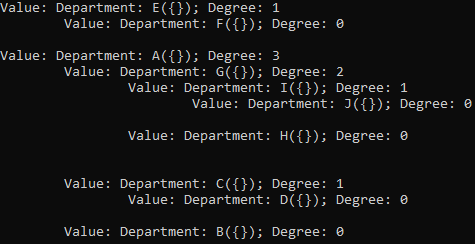 Value: Department: E({}); Degree: 1
Value: Department: F({}); Degree: 0
Value: Department: A({}); Degree: 3
Value: Department: G({}); Degree: 2
Value: Department: I({}); Degree: 1
Value: Department: J({}); Degree: 0
Value: Department: H({}); Degree: 0
Value: Department: C({}); Degree: 1
Value: Department: D({}); Degree: 0
Value: Department: B({}); Degree: 0